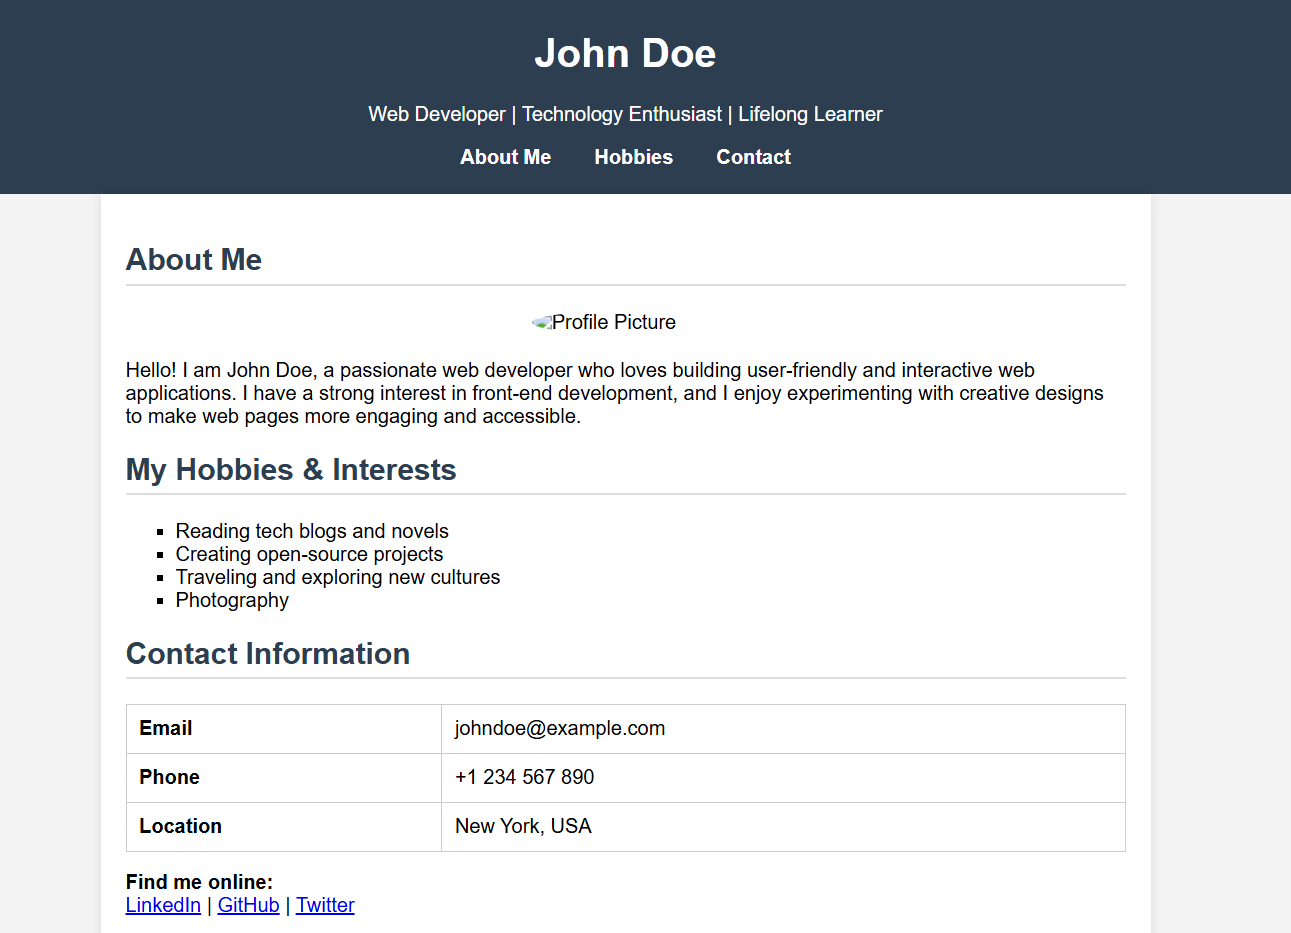 John Doe
Web Developer | Technology Enthusiast | Lifelong Learner
About Me Hobbies Contact
About Me
Profile Picture
Hello! I am John Doe, a passionate web developer who loves building user-friendly and interactive web
applications. I have a strong interest in front-end development, and I enjoy experimenting with creative designs
to make web pages more engaging and accessible.
My Hobbies & Interests
Reading tech blogs and novels
Creating open-source projects
Traveling and exploring new cultures
Photography
Contact Information
Email johndoe@example.com
Phone +1 234 567 890
Location New York, USA
Find me online:
LinkedIn | GitHub | Twitter